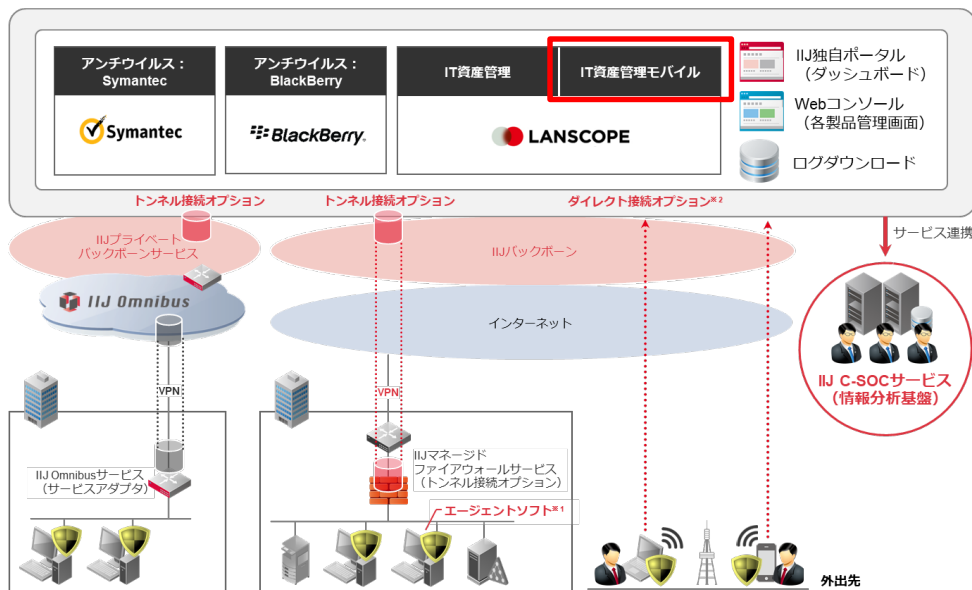 アンチウイルス：
Symantec
アンチウイルス：
BlackBerry
IT資産管理
IT資産管理モバイル
Symantec
BlackBerry.
LANSCOPE
IIJ独自ポータル
（ダッシュボード）
Webコンソール
（各製品管理画面）
ログダウンロード
トンネル接続オプション
トンネル接続オプション
ダイレクト接続オプション※2
サービス連携
IIJプライベート
バックボーンサービス
IIJバックボーン
IIJ Omnibus
インターネット
IIJ C-SOCサービス
（情報分析基盤）
VPN
VPN
IIJ Omnibusサービス
（サービスアダプタ）
IIJマネージド
ファイアウォールサービス
（トンネル接続オプション）
エージェントソフト※1
外出先